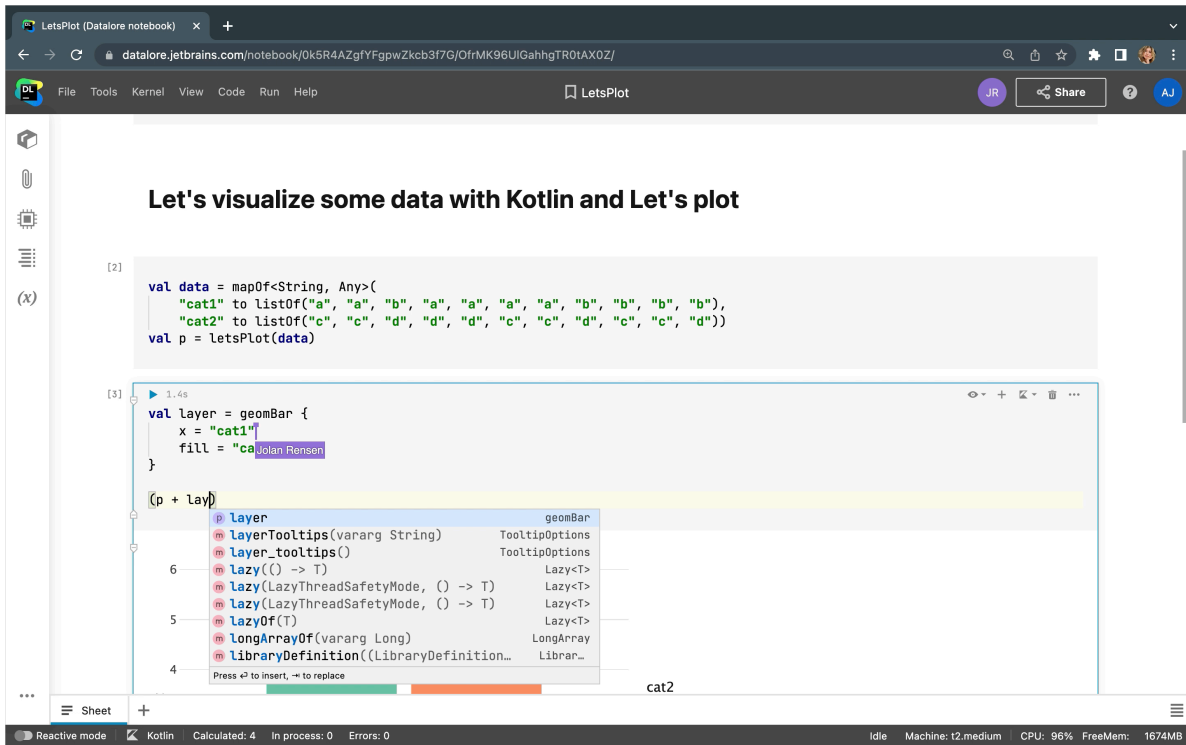 LetsPlot (Datalore notebook)
datalore.jetbrains.com/notebook/0k5R4AZgfYFgpwZkcb3f7G/OfrMK96UlGahhgTR0tAX0Z/
DL File Tools Kernel View Code Run Help LetsPlot JR Share ? AJ
Let's visualize some data with Kotlin and Let's plot
[2]
val data = mapOf<String, Any>(
"cat1" to listOf("a", "a", "b", "a", "a", "a", "a", "b", "b", "b", "b"),
"cat2" to listOf("c", "c", "d", "d", "d", "c", "c", "d", "c", "c", "d"))
val p = letsPlot(data)
[3] 1.4s
val layer = geomBar {
(x) x = "cat1"
fill = "ca Jolan Rensen
}
(p + lay)
p layer geomBar
m layerTooltips(vararg String) TooltipOptions
m layer_tooltips() TooltipOptions
6 m lazy(() -> T) Lazy<T>
m lazy(LazyThreadSafetyMode, () -> T) Lazy<T>
m lazy(LazyThreadSafetyMode, () -> T) Lazy<T>
5 m lazyOf(T) Lazy<T>
m longArrayOf(vararg Long) LongArray
m libraryDefinition((LibraryDefinition… Librar…
4 Press ⏎ to insert, ⇥ to replace
cat2
Sheet
Reactive mode Kotlin Calculated: 4 In process: 0 Errors: 0 Idle Machine: t2.medium CPU: 96% FreeMem: 1674MB